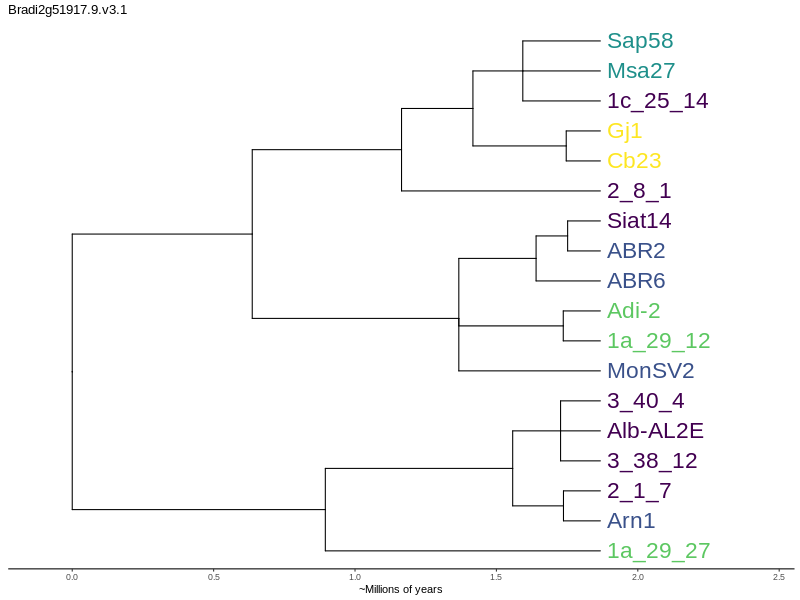 Bradi2g51917.9.v3.1
Sap58
Msa27
1c_25_14
Gj1
Cb23
2_8_1
Siat14
ABR2
ABR6
Adi-2
1a_29_12
MonSV2
3_40_4
Alb-AL2E
3_38_12
2_1_7
Arn1
1a_29_27
0.0 0.5 1.0 1.5 2.0 2.5
~Millions of years